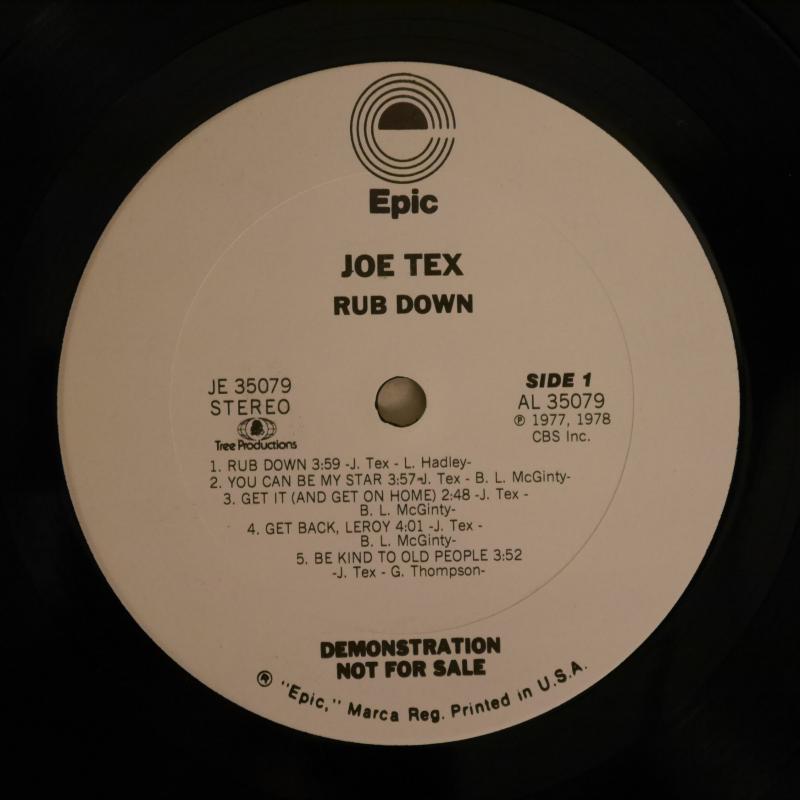 Epic
JOE TEX
RUB DOWN
JE 35079
STEREO
Tree Productions
SIDE 1
AL 35079
℗ 1977, 1978
CBS Inc.
1. RUB DOWN 3:59 -J. Tex - L. Hadley-
2. YOU CAN BE MY STAR 3:57-J. Tex - B. L. McGinty-
3. GET IT (AND GET ON HOME) 2:48 -J. Tex -
B. L. McGinty-
4. GET BACK, LEROY 4:01 -J. Tex -
B. L. McGinty-
5. BE KIND TO OLD PEOPLE 3:52
-J. Tex - G. Thompson-
DEMONSTRATION
NOT FOR SALE
® "Epic," Marca Reg. Printed in U.S.A.